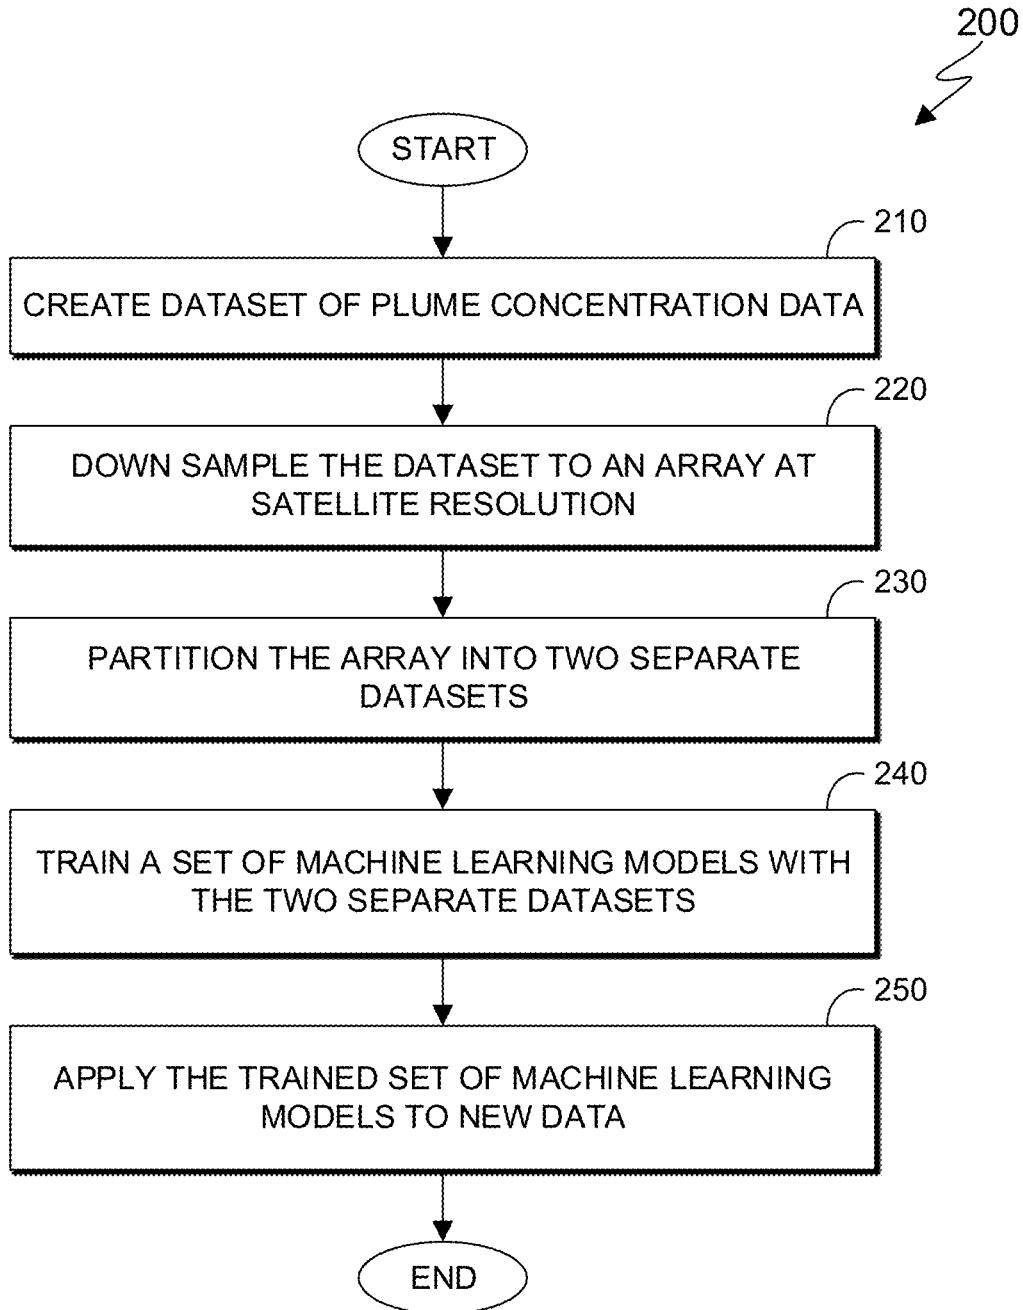 200
START
210
CREATE DATASET OF PLUME CONCENTRATION DATA
220
DOWN SAMPLE THE DATASET TO AN ARRAY AT
SATELLITE RESOLUTION
230
PARTITION THE ARRAY INTO TWO SEPARATE
DATASETS
240
TRAIN A SET OF MACHINE LEARNING MODELS WITH
THE TWO SEPARATE DATASETS
250
APPLY THE TRAINED SET OF MACHINE LEARNING
MODELS TO NEW DATA
END